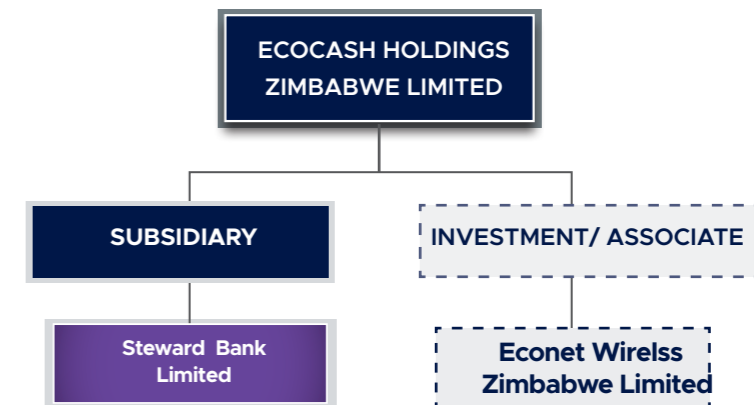 ECOCASH HOLDINGS
ZIMBABWE LIMITED
SUBSIDIARY
INVESTMENT/ ASSOCIATE
Steward Bank
Limited
Econet Wirelss
Zimbabwe Limited